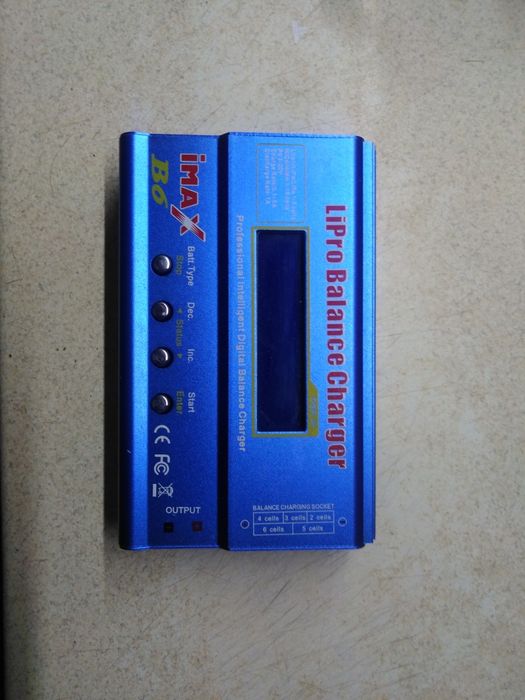 LiPro Balance Charger
Professional Intelligent Digital Balance Charger
iMAX
B6
Batt.Type
Stop
Dec.
◄ Status ►
Inc.
Start
Enter
CE FC
OUTPUT
BALANCE CHARGING SOCKET
4 cells 3 cells 2 cells
6 cells 5 cells